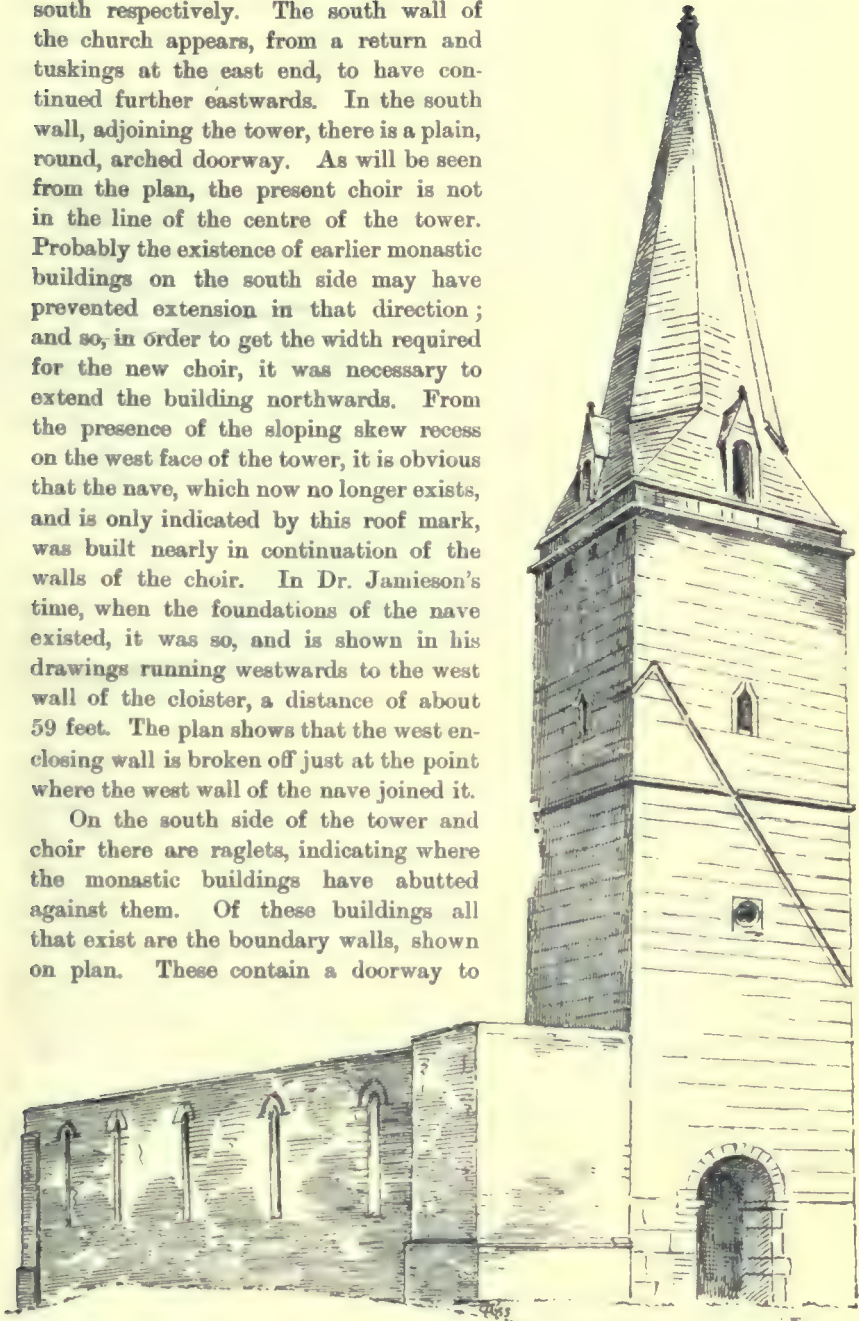 south respectively. The south wall of
the church appears, from a return and
tuskings at the east end, to have con-
tinued further eastwards. In the south
wall, adjoining the tower, there is a plain,
round, arched doorway. As will be seen
from the plan, the present choir is not
in the line of the centre of the tower.
Probably the existence of earlier monastic
buildings on the south side may have
prevented extension in that direction;
and so, in order to get the width required
for the new choir, it was necessary to
extend the building northwards. From
the presence of the sloping skew recess
on the west face of the tower, it is obvious
that the nave, which now no longer exists,
and is only indicated by this roof mark,
was built nearly in continuation of the
walls of the choir. In Dr. Jamieson's
time, when the foundations of the nave
existed, it was so, and is shown in his
drawings running westwards to the west
wall of the cloister, a distance of about
59 feet. The plan shows that the west en-
closing wall is broken off just at the point
where the west wall of the nave joined it.
On the south side of the tower and
choir there are raglets, indicating where
the monastic buildings have abutted
against them. Of these buildings all
that exist are the boundary walls, shown
on plan. These contain a doorway to